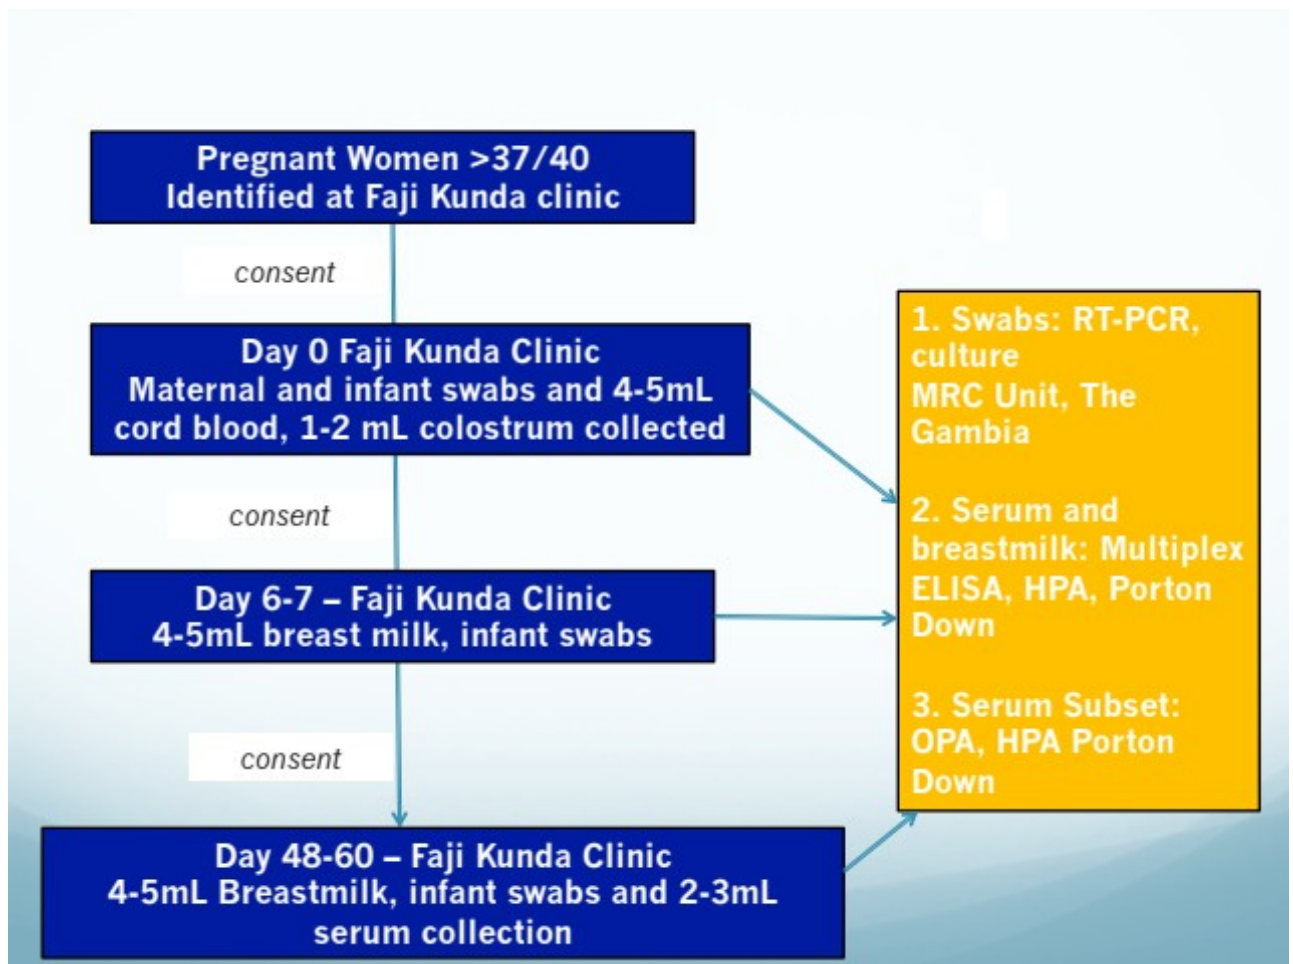 Pregnant Women >37/40
Identified at Faji Kunda clinic
consent
Day 0 Faji Kunda Clinic
Maternal and infant swabs and 4-5mL
cord blood, 1-2 mL colostrum collected
consent
Day 6-7 – Faji Kunda Clinic
4-5mL breast milk, infant swabs
consent
Day 48-60 – Faji Kunda Clinic
4-5mL Breastmilk, infant swabs and 2-3mL
serum collection
1. Swabs: RT-PCR,
culture
MRC Unit, The
Gambia
2. Serum and
breastmilk: Multiplex
ELISA, HPA, Porton
Down
3. Serum Subset:
OPA, HPA Porton
Down